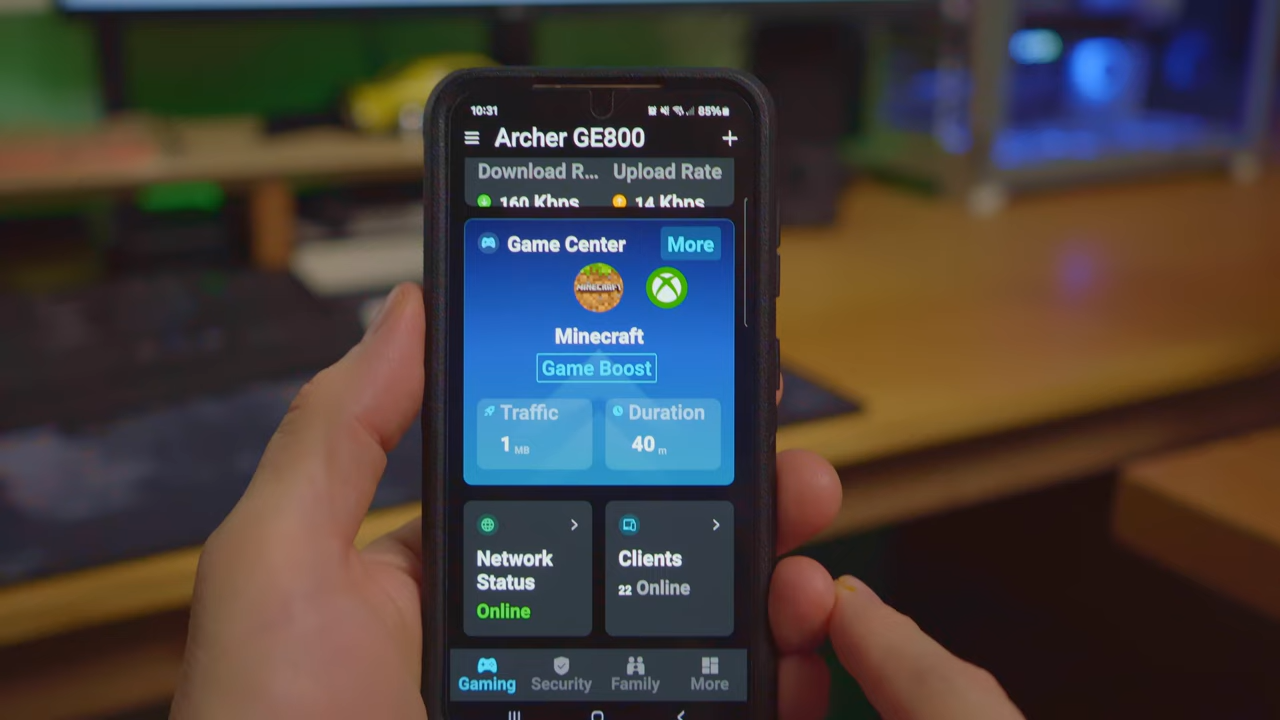 10:31 85%
Archer GE800 +
Download R... Upload Rate
160 Kbps 14 Kbps
Game Center More
MINECRAFT
Minecraft
Game Boost
Traffic Duration
1 MB 40 m
Network Status
Online
Clients
22 Online
Gaming Security Family More